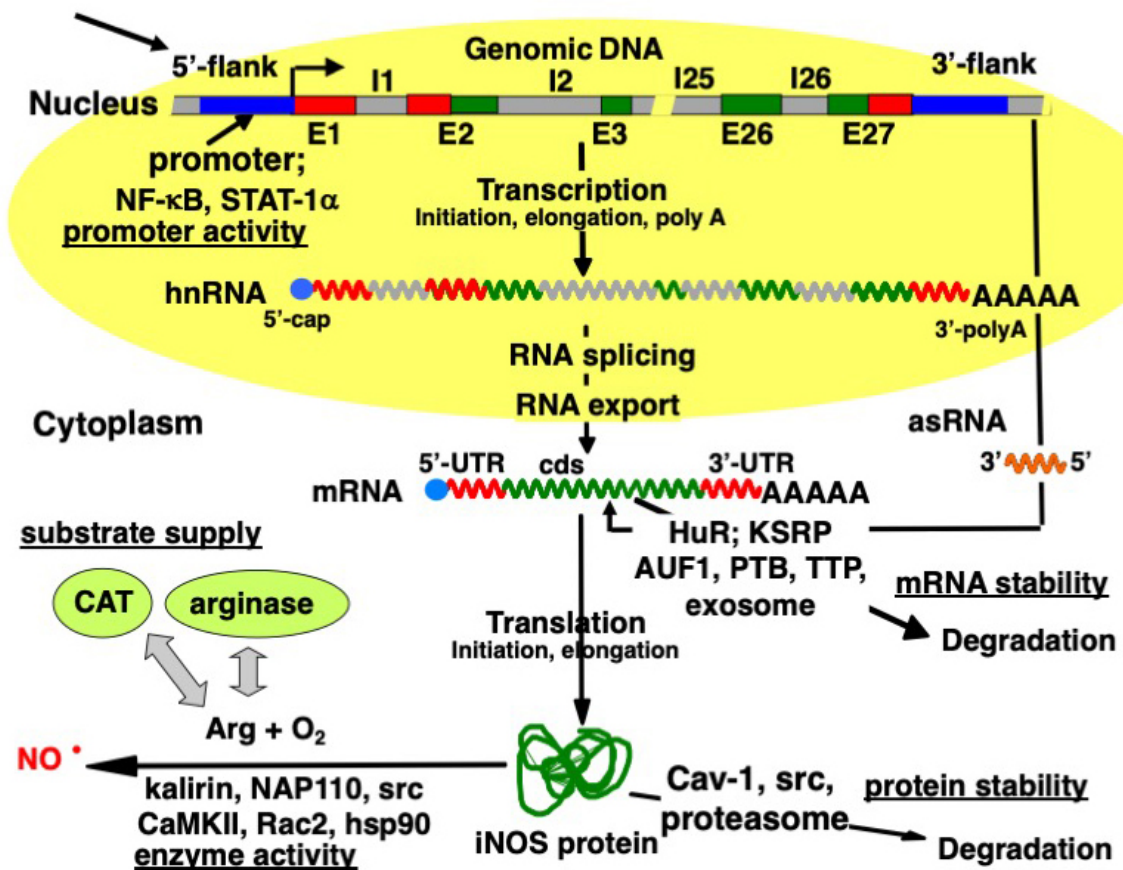 Genomic DNA
5’-flank
I1
I2
I25
I26
3’-flank
Nucleus
E1
E2
E3
E26
E27
promoter;
NF-κB, STAT-1α
promoter activity
Transcription
Initiation, elongation, poly A
hnRNA
AAAAA
5’-cap
3’-polyA
RNA splicing
RNA export
Cytoplasm
asRNA
3’
5’
5’-UTR
cds
3’-UTR
mRNA
AAAAA
substrate supply
HuR; KSRP
AUF1, PTB, TTP,
exosome
mRNA stability
Degradation
CAT
arginase
Translation
Initiation, elongation
Arg + O₂
NO •
kalirin, NAP110, src
CaMKII, Rac2, hsp90
enzyme activity
iNOS protein
Cav-1, src,
proteasome
protein stability
Degradation